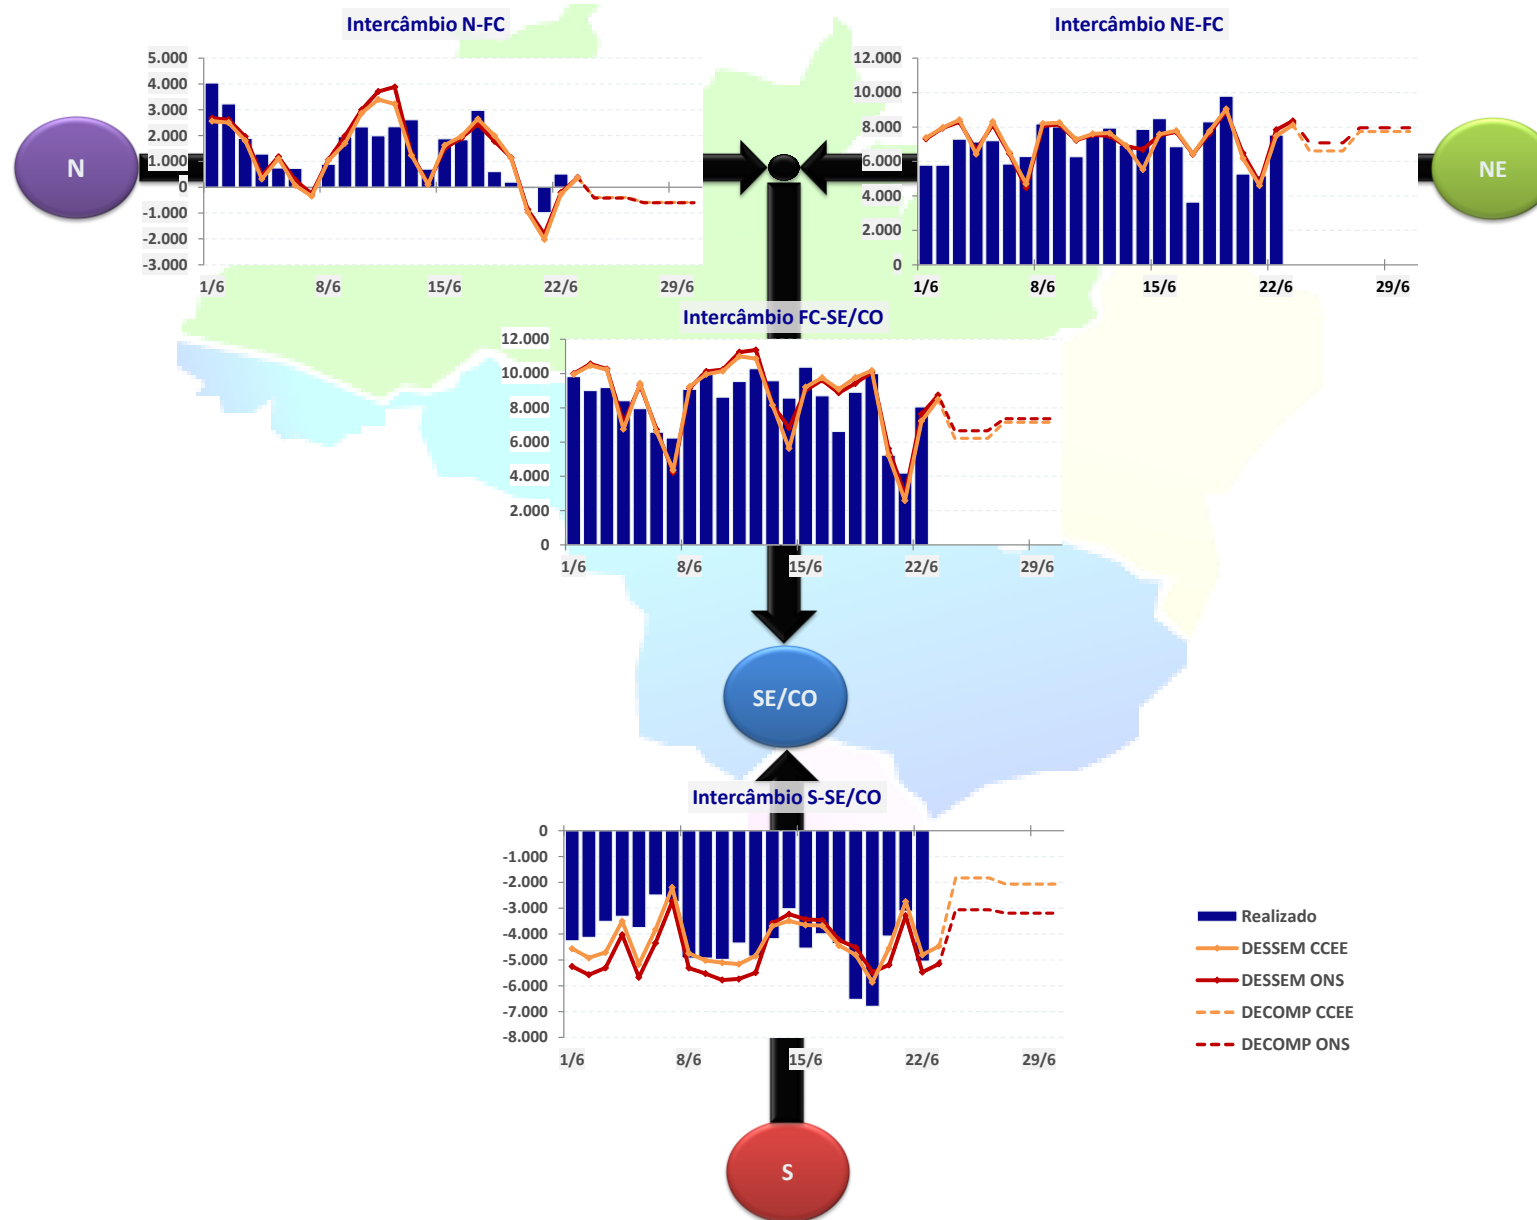 Intercâmbio N-FC
5.000
4.000
3.000
2.000
1.000
0
-1.000
-2.000
-3.000
1/6 8/6 15/6 22/6 29/6
Intercâmbio NE-FC
12.000
10.000
8.000
6.000
4.000
2.000
0
1/6 8/6 15/6 22/6 29/6
N
NE
Intercâmbio FC-SE/CO
12.000
10.000
8.000
6.000
4.000
2.000
0
1/6 8/6 15/6 22/6 29/6
SE/CO
Intercâmbio S-SE/CO
0
-1.000
-2.000
-3.000
-4.000
-5.000
-6.000
-7.000
-8.000
1/6 8/6 15/6 22/6 29/6
Realizado
DESSEM CCEE
DESSEM ONS
DECOMP CCEE
DECOMP ONS
S